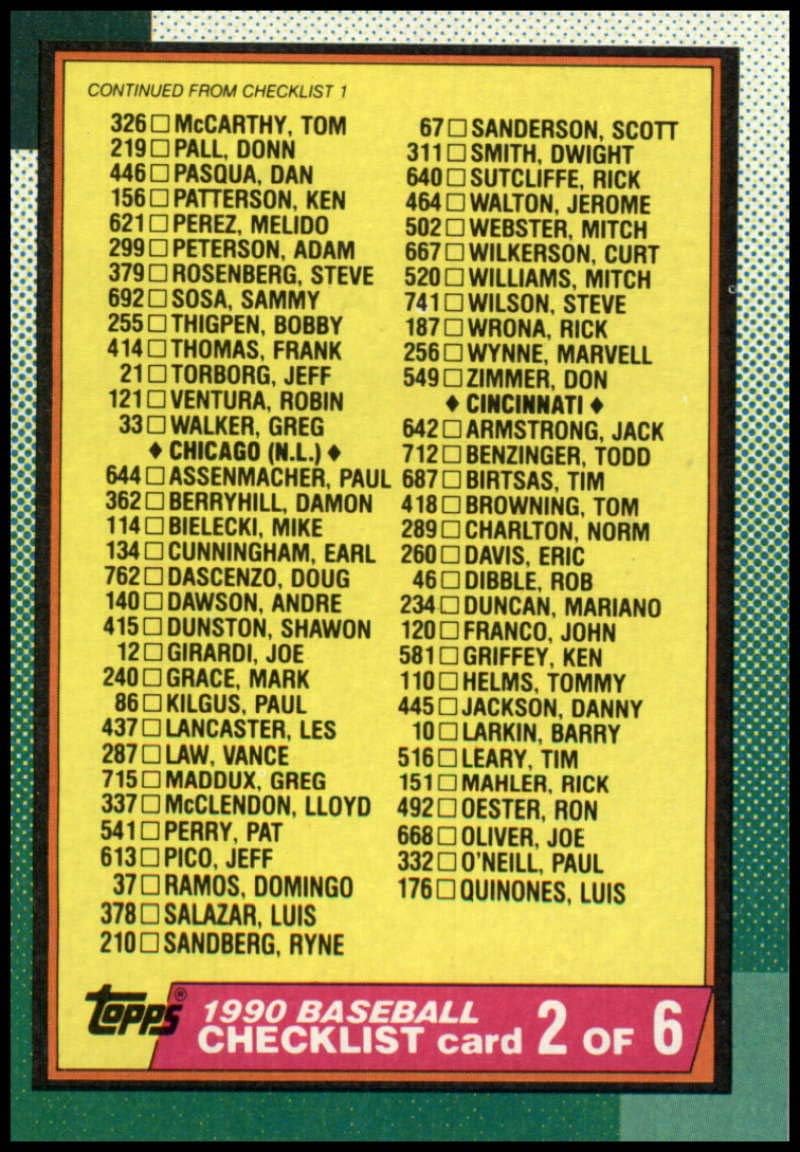 CONTINUED FROM CHECKLIST 1
326 □ McCARTHY, TOM
219 □ PALL, DONN
446 □ PASQUA, DAN
156 □ PATTERSON, KEN
621 □ PEREZ, MELIDO
299 □ PETERSON, ADAM
379 □ ROSENBERG, STEVE
692 □ SOSA, SAMMY
255 □ THIGPEN, BOBBY
414 □ THOMAS, FRANK
21 □ TORBORG, JEFF
121 □ VENTURA, ROBIN
33 □ WALKER, GREG
♦ CHICAGO (N.L.) ♦
644 □ ASSENMACHER, PAUL
362 □ BERRYHILL, DAMON
114 □ BIELECKI, MIKE
134 □ CUNNINGHAM, EARL
762 □ DASCENZO, DOUG
140 □ DAWSON, ANDRE
415 □ DUNSTON, SHAWON
12 □ GIRARDI, JOE
240 □ GRACE, MARK
86 □ KILGUS, PAUL
437 □ LANCASTER, LES
287 □ LAW, VANCE
715 □ MADDUX, GREG
337 □ McCLENDON, LLOYD
541 □ PERRY, PAT
613 □ PICO, JEFF
37 □ RAMOS, DOMINGO
378 □ SALAZAR, LUIS
210 □ SANDBERG, RYNE
67 □ SANDERSON, SCOTT
311 □ SMITH, DWIGHT
640 □ SUTCLIFFE, RICK
464 □ WALTON, JEROME
502 □ WEBSTER, MITCH
667 □ WILKERSON, CURT
520 □ WILLIAMS, MITCH
741 □ WILSON, STEVE
187 □ WRONA, RICK
256 □ WYNNE, MARVELL
549 □ ZIMMER, DON
♦ CINCINNATI ♦
642 □ ARMSTRONG, JACK
712 □ BENZINGER, TODD
687 □ BIRTSAS, TIM
418 □ BROWNING, TOM
289 □ CHARLTON, NORM
260 □ DAVIS, ERIC
46 □ DIBBLE, ROB
234 □ DUNCAN, MARIANO
120 □ FRANCO, JOHN
581 □ GRIFFEY, KEN
110 □ HELMS, TOMMY
445 □ JACKSON, DANNY
10 □ LARKIN, BARRY
516 □ LEARY, TIM
151 □ MAHLER, RICK
492 □ OESTER, RON
668 □ OLIVER, JOE
332 □ O'NEILL, PAUL
176 □ QUINONES, LUIS
topps®
1990 BASEBALL
CHECKLIST card 2 OF 6